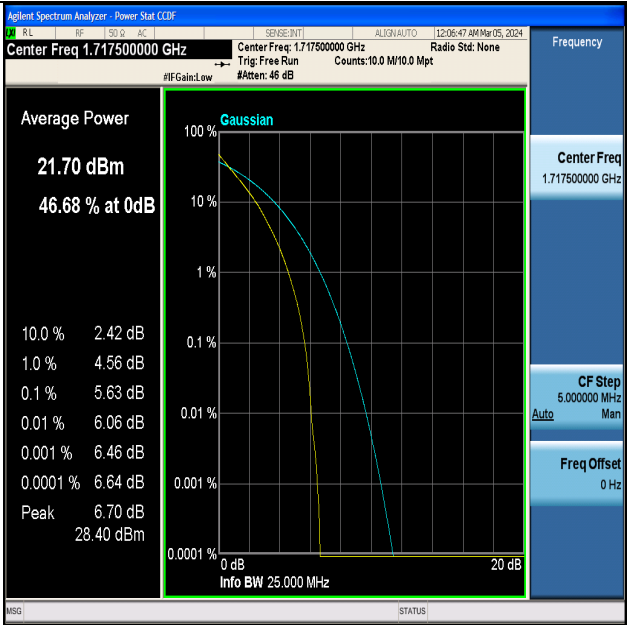 Agilent Spectrum Analyzer - Power Stat CCDF
LXI RL RF 50 Ω AC SENSE:INT ALIGNAUTO 12:06:47 AM Mar 05, 2024
Center Freq 1.717500000 GHz
Center Freq: 1.717500000 GHz Radio Std: None
Trig: Free Run Counts:10.0 M/10.0 Mpt
#IFGain:Low #Atten: 46 dB
Frequency
Average Power
21.70 dBm
46.68 % at 0dB
10.0 % 2.42 dB
1.0 % 4.56 dB
0.1 % 5.63 dB
0.01 % 6.06 dB
0.001 % 6.46 dB
0.0001 % 6.64 dB
Peak 6.70 dB
28.40 dBm
Gaussian
100 %
10 %
1 %
0.1 %
0.01 %
0.001 %
0.0001 %
0 dB 20 dB
Info BW 25.000 MHz
Center Freq
1.717500000 GHz
CF Step
5.000000 MHz
Auto Man
Freq Offset
0 Hz
MSG STATUS